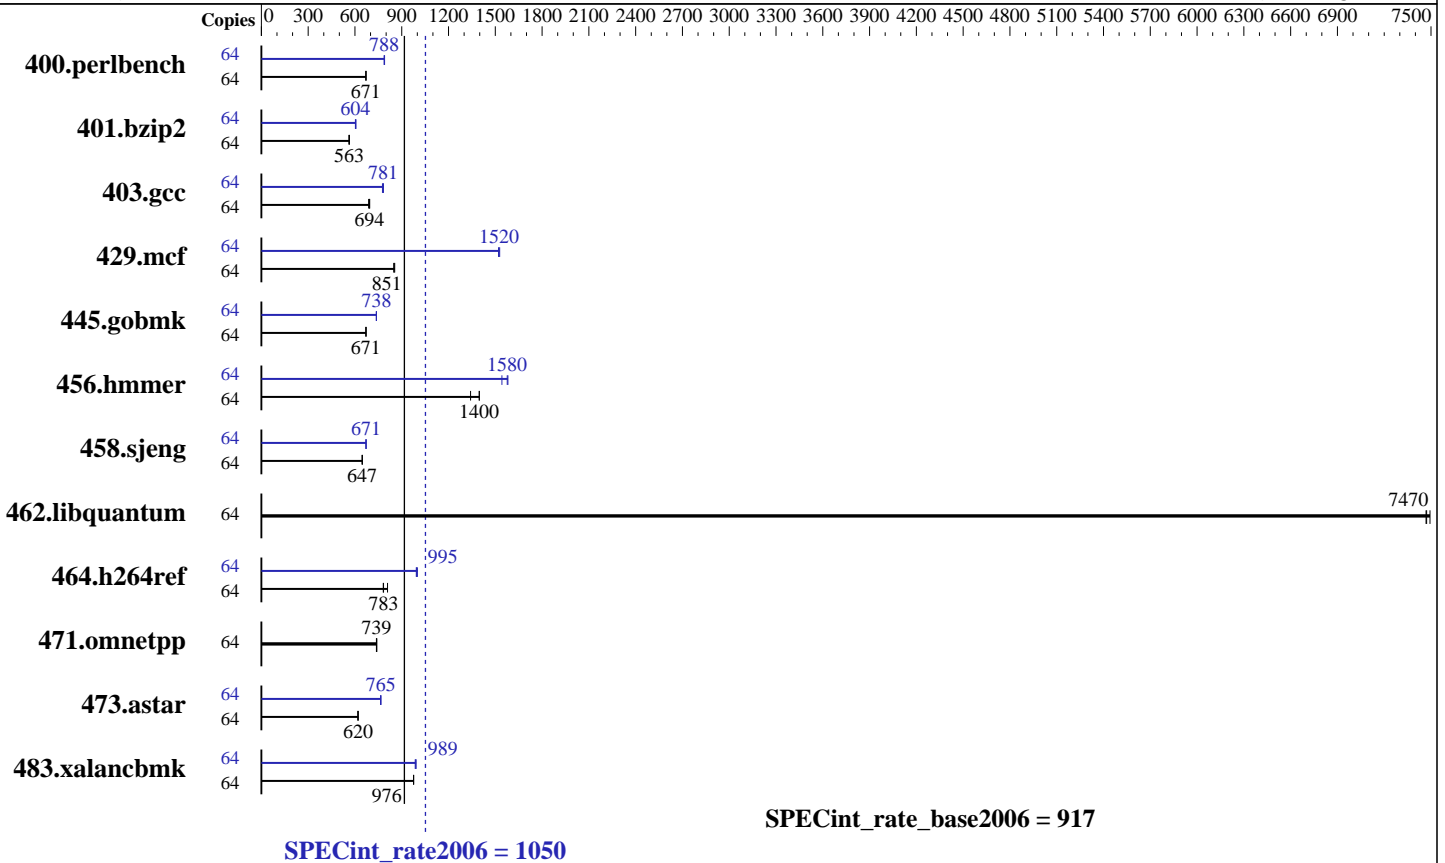 Copies 0 300 600 900 1200 1500 1800 2100 2400 2700 3000 3300 3600 3900 4200 4500 4800 5100 5400 5700 6000 6300 6600 6900 7500
400.perlbench 64 788
64 671
401.bzip2 64 604
64 563
403.gcc 64 781
64 694
429.mcf 64 1520
64 851
445.gobmk 64 738
64 671
456.hmmer 64 1580
64 1400
458.sjeng 64 671
64 647
462.libquantum 64 7470
464.h264ref 64 995
64 783
471.omnetpp 64 739
473.astar 64 765
64 620
483.xalancbmk 64 989
64 976
SPECint_rate_base2006 = 917
SPECint_rate2006 = 1050